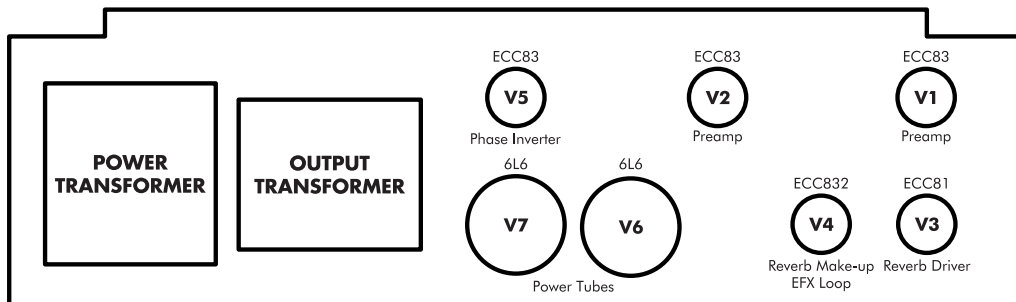 ECC83
ECC83
ECC83
V5
V2
V1
Phase Inverter
Preamp
Preamp
POWER
TRANSFORMER
OUTPUT
TRANSFORMER
6L6
6L6
V7
V6
Power Tubes
ECC832
ECC81
V4
V3
Reverb Make-up
EFX Loop
Reverb Driver